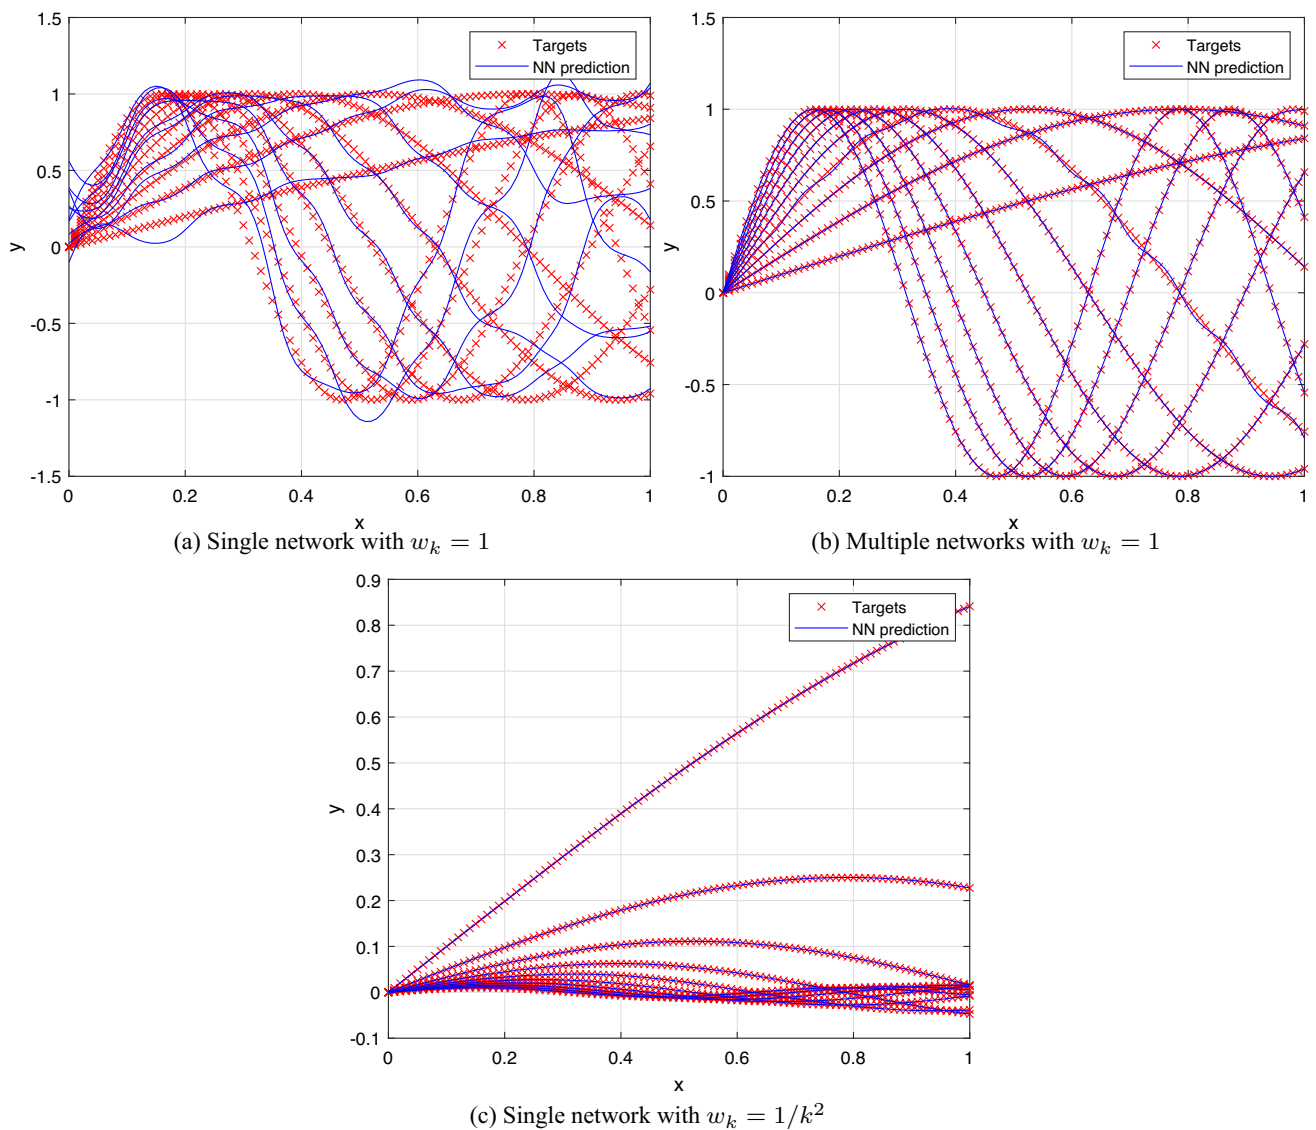 1.5
1
0.5
0
-0.5
-1
-1.5
y
0
0.2
0.4
0.6
0.8
1
x
Targets
NN prediction
(a) Single network with w_k = 1
1.5
1
0.5
0
-0.5
-1
y
0
0.2
0.4
0.6
0.8
1
x
Targets
NN prediction
(b) Multiple networks with w_k = 1
0.9
0.8
0.7
0.6
0.5
0.4
0.3
0.2
0.1
0
-0.1
y
0
0.2
0.4
0.6
0.8
1
x
Targets
NN prediction
(c) Single network with w_k = 1/k²